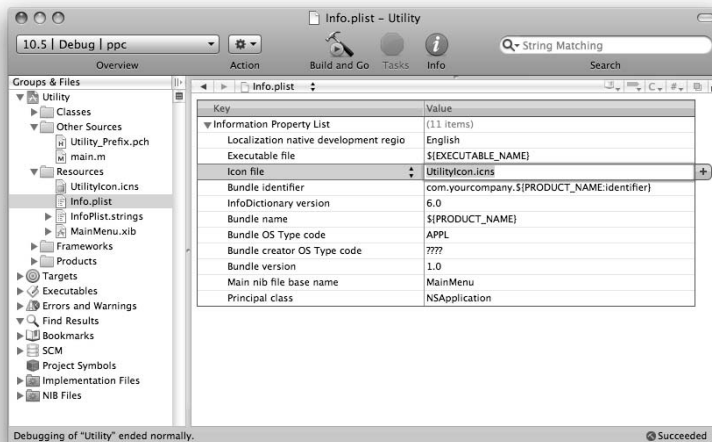 Info.plist – Utility
10.5 | Debug | ppc
String Matching
Overview
Action
Build and Go
Tasks
Info
Search
Groups & Files
Utility
Classes
Other Sources
Utility_Prefix.pch
main.m
Resources
UtilityIcon.icns
Info.plist
InfoPlist.strings
MainMenu.xib
Frameworks
Products
Targets
Executables
Errors and Warnings
Find Results
Bookmarks
SCM
Project Symbols
Implementation Files
NIB Files
Info.plist
C
#
Key Value
Information Property List (11 items)
Localization native development regio English
Executable file ${EXECUTABLE_NAME}
Icon file UtilityIcon.icns
Bundle identifier com.yourcompany.${PRODUCT_NAME:identifier}
InfoDictionary version 6.0
Bundle name ${PRODUCT_NAME}
Bundle OS Type code APPL
Bundle creator OS Type code ????
Bundle version 1.0
Main nib file base name MainMenu
Principal class NSApplication
Debugging of "Utility" ended normally.
Succeeded